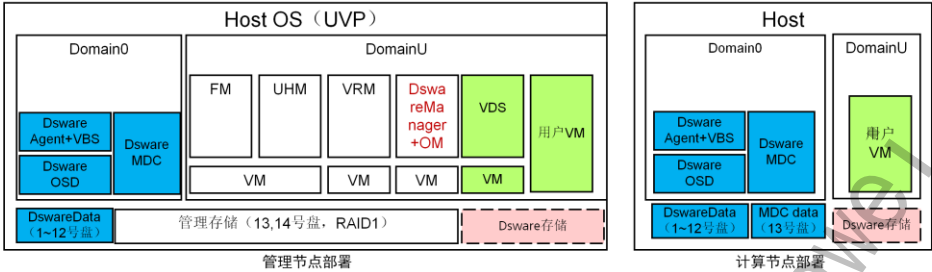 Host OS（UVP）
Domain0
DomainU
FM
UHM
VRM
Dswa
reMa
nager
+OM
VDS
用户VM
Dsware
Agent+VBS
Dsware
OSD
Dsware
MDC
VM
VM
VM
VM
DswareData
（1~12号盘）
管理存储（13,14号盘，RAID1）
Dsware存储
管理节点部署
Host
Domain0
DomainU
Dsware
Agent+VBS
Dsware
OSD
Dsware
MDC
用户
VM
DswareData
（1~12号盘）
MDC data
（13号盘）
Dsware存储
计算节点部署